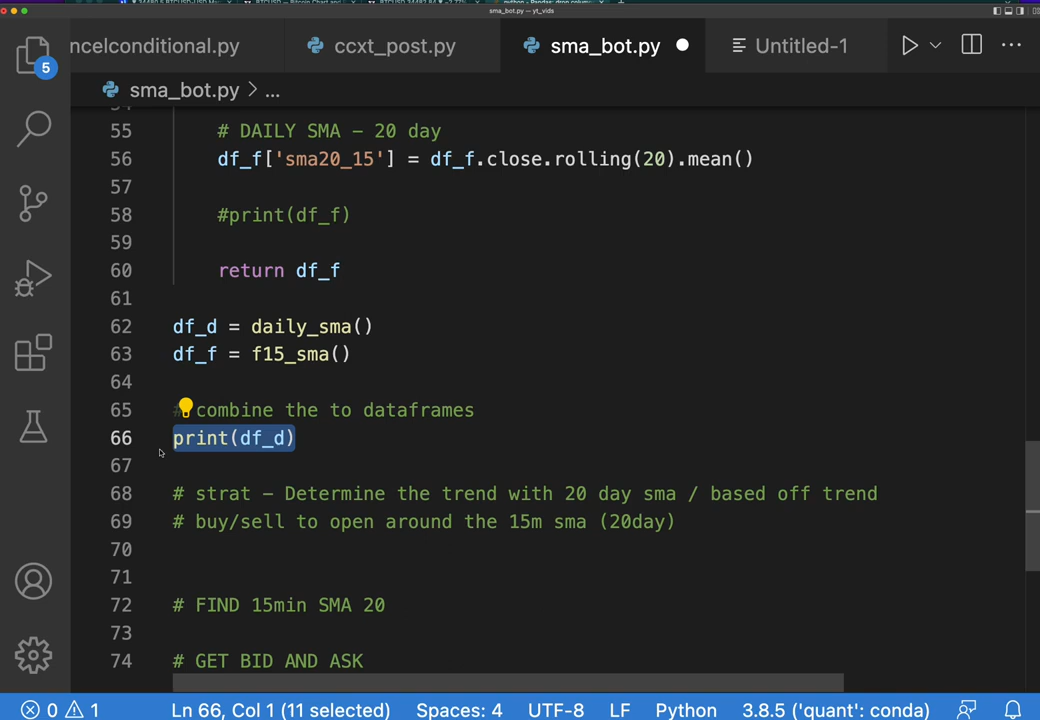 sma_bot.py — yt_vids
ncelconditional.py ccxt_post.py sma_bot.py Untitled-1
sma_bot.py > ...
5
55 # DAILY SMA - 20 day
56 df_f['sma20_15'] = df_f.close.rolling(20).mean()
57
58 #print(df_f)
59
60 return df_f
61
62 df_d = daily_sma()
63 df_f = f15_sma()
64
65 # combine the to dataframes
66 print(df_d)
67
68 # strat - Determine the trend with 20 day sma / based off trend
69 # buy/sell to open around the 15m sma (20day)
70
71
72 # FIND 15min SMA 20
73
74 # GET BID AND ASK
0 1 Ln 66, Col 1 (11 selected) Spaces: 4 UTF-8 LF Python 3.8.5 ('quant': conda)